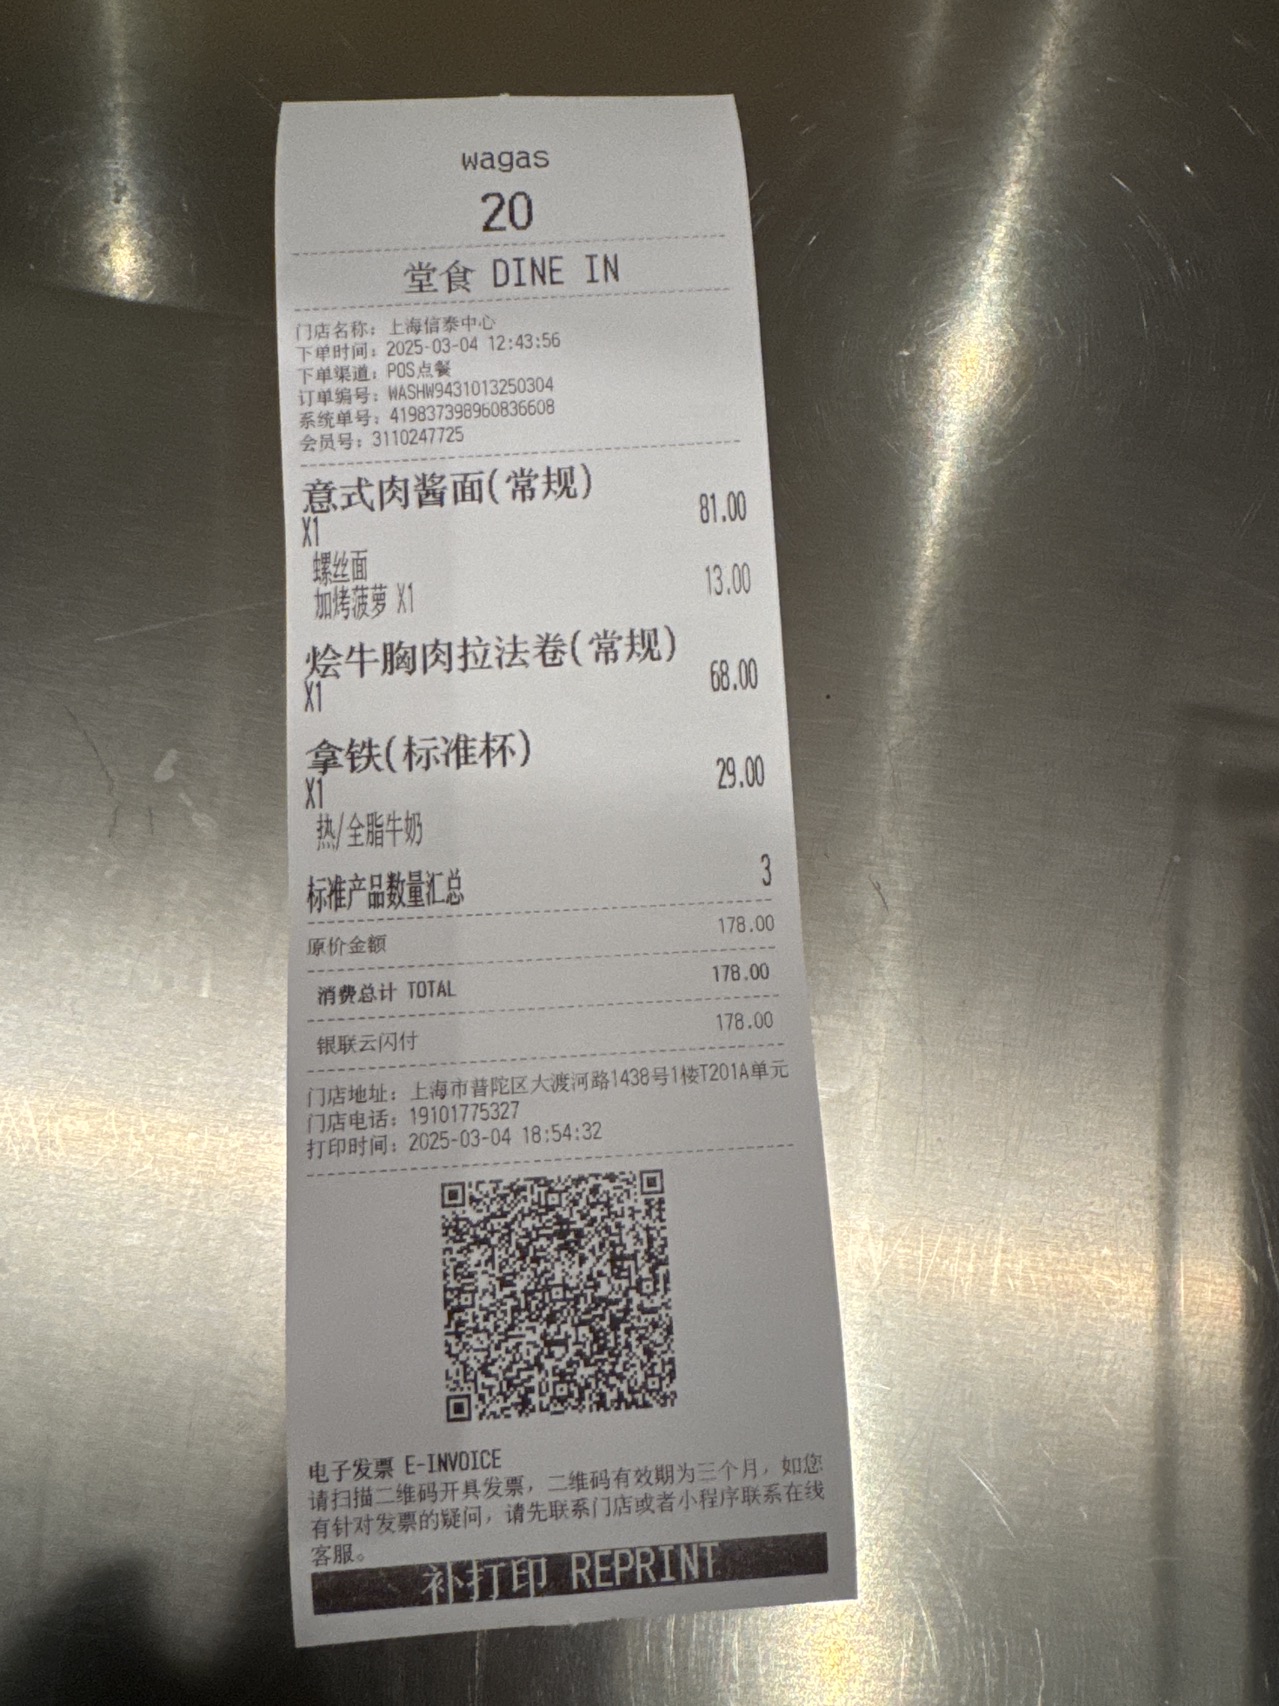 wagas
20
堂食 DINE IN
门店名称：上海信泰中心
下单时间：2025-03-04 12:43:56
下单渠道：POS点餐
订单编号：WASHW9431013250304
系统单号：419837398960836608
会员号：3110247725
意式肉酱面(常规)
X1 81.00
螺丝面
加烤菠萝 X1 13.00
烩牛胸肉拉法卷(常规)
X1 68.00
拿铁(标准杯)
X1 29.00
热/全脂牛奶
标准产品数量汇总 3
原价金额 178.00
消费总计 TOTAL 178.00
银联云闪付 178.00
门店地址：上海市普陀区大渡河路1438号1楼T201A单元
门店电话：19101775327
打印时间：2025-03-04 18:54:32
电子发票 E-INVOICE
请扫描二维码开具发票，二维码有效期为三个月，如您
有针对发票的疑问，请先联系门店或者小程序联系在线
客服。
补打印 REPRINT